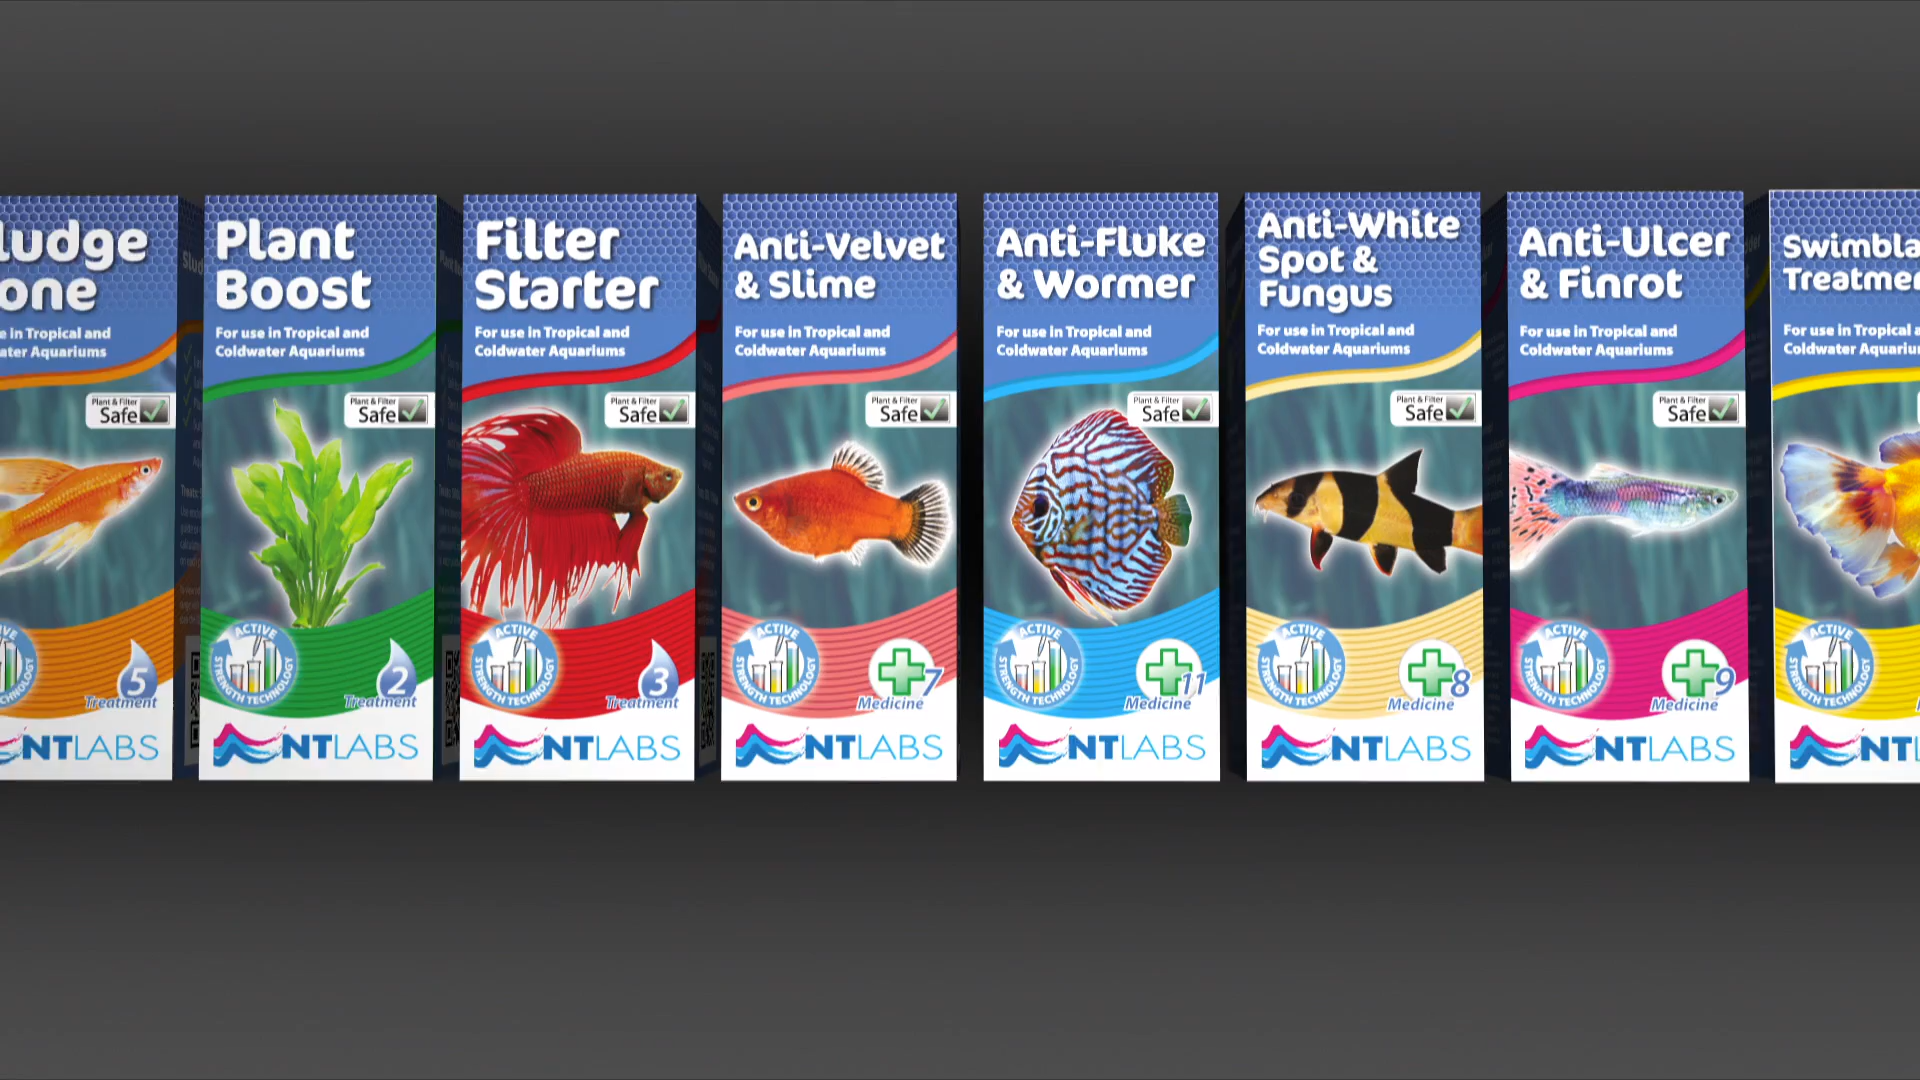 ludge
one
e in Tropical and
ater Aquariums
Plant & Filter
Safe
5
Treatment
NTLABS
Plant
Boost
For use in Tropical and
Coldwater Aquariums
Plant & Filter
Safe
ACTIVE
STRENGTH TECHNOLOGY
2
Treatment
NTLABS
Filter
Starter
For use in Tropical and
Coldwater Aquariums
Plant & Filter
Safe
ACTIVE
STRENGTH TECHNOLOGY
3
Treatment
NTLABS
Anti-Velvet
& Slime
For use in Tropical and
Coldwater Aquariums
Plant & Filter
Safe
ACTIVE
STRENGTH TECHNOLOGY
7
Medicine
NTLABS
Anti-Fluke
& Wormer
For use in Tropical and
Coldwater Aquariums
Plant & Filter
Safe
ACTIVE
STRENGTH TECHNOLOGY
11
Medicine
NTLABS
Anti-White
Spot &
Fungus
For use in Tropical and
Coldwater Aquariums
Plant & Filter
Safe
ACTIVE
STRENGTH TECHNOLOGY
8
Medicine
NTLABS
Anti-Ulcer
& Finrot
For use in Tropical and
Coldwater Aquariums
Plant & Filter
Safe
ACTIVE
STRENGTH TECHNOLOGY
9
Medicine
NTLABS
Swimbla
Treatmen
For use in Tropical a
Coldwater Aquariu
ACTIVE
STRENGTH TECHNOLOGY
NTL